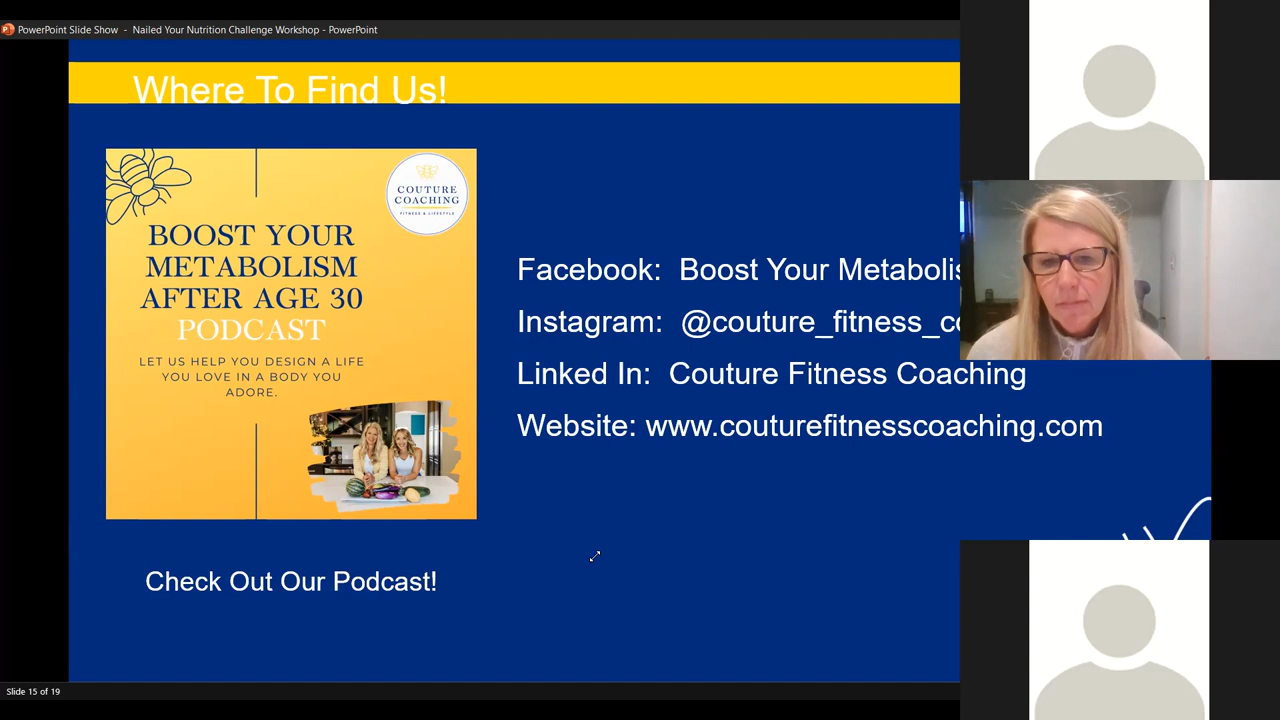 PowerPoint Slide Show - Nailed Your Nutrition Challenge Workshop - PowerPoint
Where To Find Us!
COUTURE
COACHING
FITNESS & LIFESTYLE
BOOST YOUR
METABOLISM
AFTER AGE 30
PODCAST
LET US HELP YOU DESIGN A LIFE
YOU LOVE IN A BODY YOU
ADORE.
Facebook: Boost Your
Instagram:
Linked In: Couture Fitness Coaching
Website: www.couturefitnesscoaching.com
Check Out Our Podcast!
Slide 15 of 19